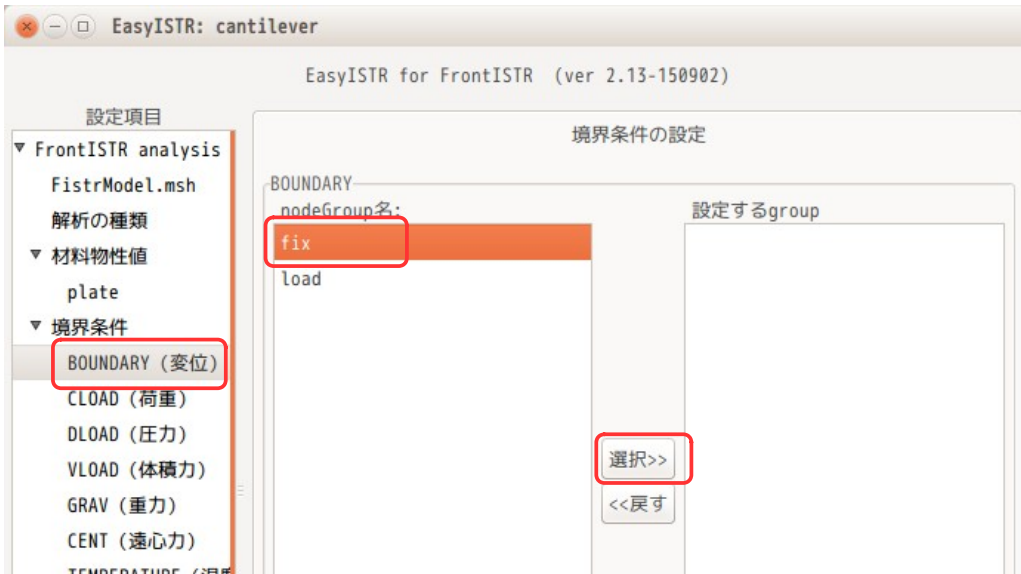 EasyISTR: cantilever
EasyISTR for FrontISTR (ver 2.13-150902)
設定項目
FrontISTR analysis
FistrModel.msh
解析の種類
材料物性値
plate
境界条件
BOUNDARY (変位)
CLOAD (荷重)
DLOAD (圧力)
VLOAD (体積力)
GRAV (重力)
CENT (遠心力)
TEMPERATURE (温度
境界条件の設定
BOUNDARY
nodeGroup名:
fix
load
選択>>
<<戻す
設定するgroup